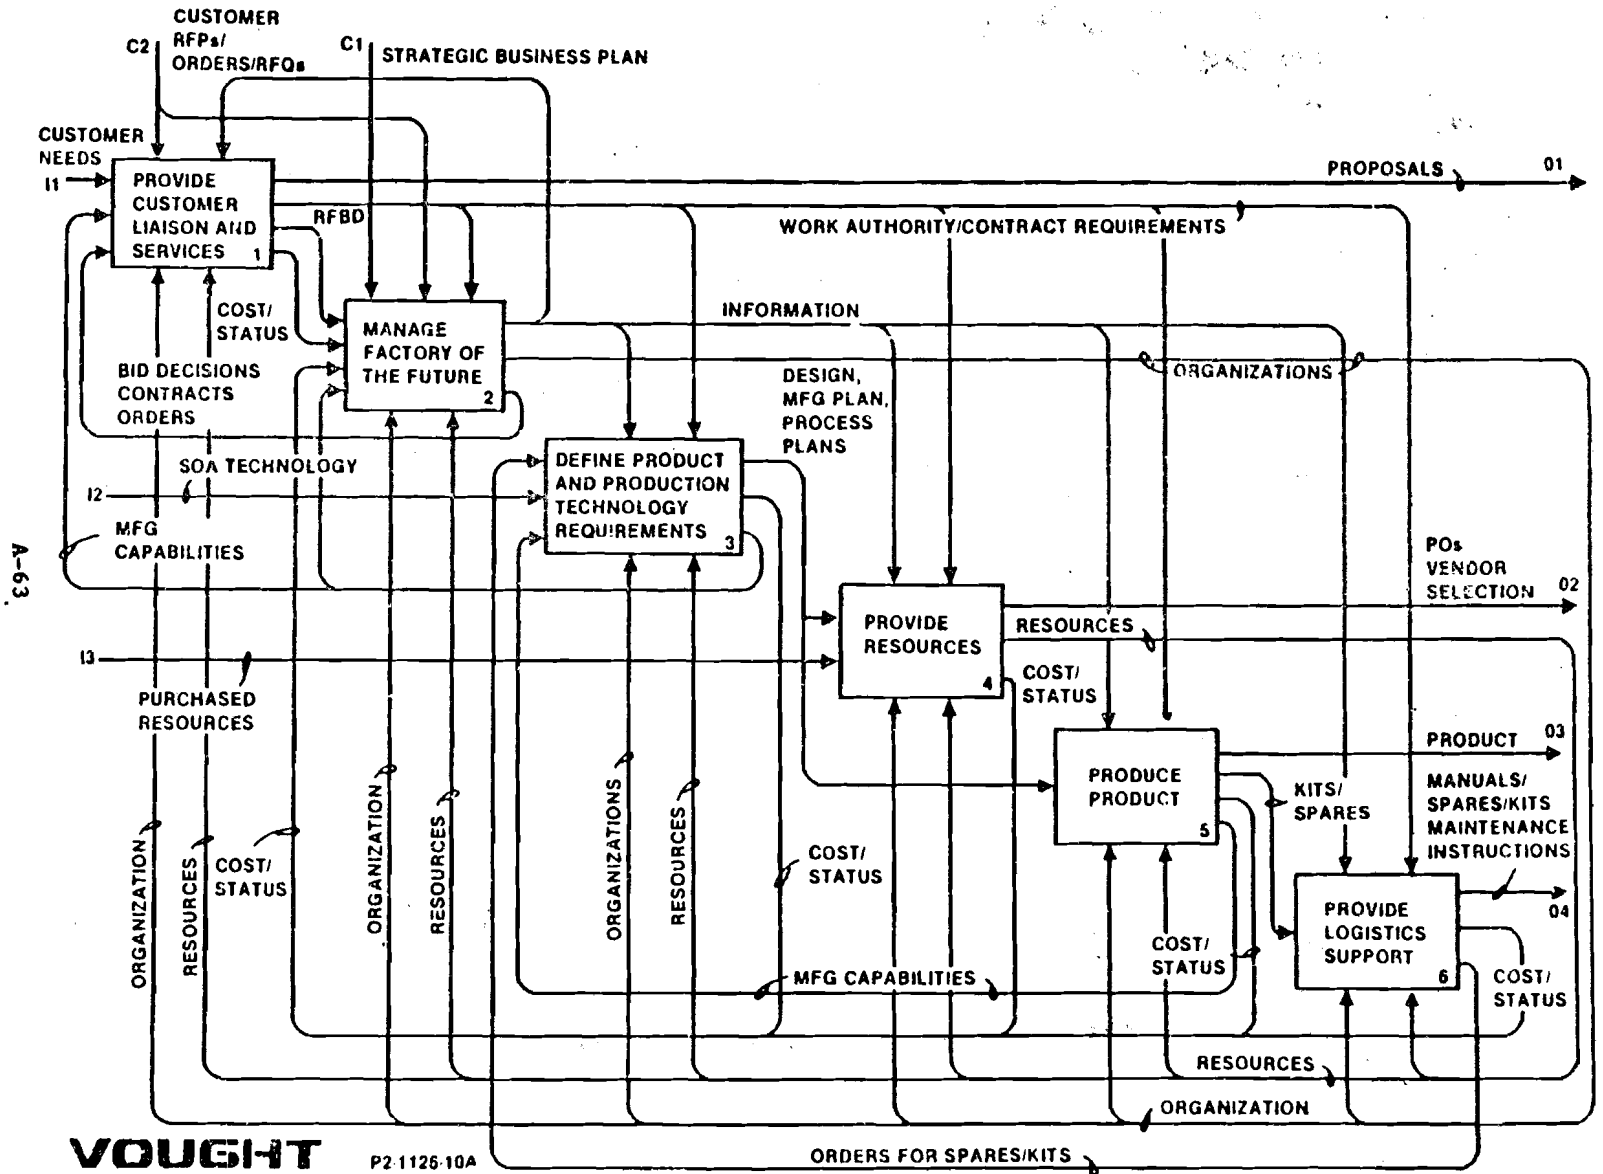 CUSTOMER
RFPs/
ORDERS/RFQs
C2
C1
STRATEGIC BUSINESS PLAN
CUSTOMER
NEEDS
I1
PROVIDE
CUSTOMER
LIAISON AND
SERVICES 1
RFBD
PROPOSALS
01
WORK AUTHORITY/CONTRACT REQUIREMENTS
COST/
STATUS
MANAGE
FACTORY OF
THE FUTURE
2
INFORMATION
ORGANIZATIONS
BID DECISIONS
CONTRACTS
ORDERS
DESIGN,
MFG PLAN,
PROCESS
PLANS
SOA TECHNOLOGY
I2
DEFINE PRODUCT
AND PRODUCTION
TECHNOLOGY
REQUIREMENTS
3
MFG
CAPABILITIES
A-63
POs
VENDOR
SELECTION
02
PROVIDE
RESOURCES
4
RESOURCES
I3
PURCHASED
RESOURCES
COST/
STATUS
PRODUCT
03
PRODUCE
PRODUCT
5
KITS/
SPARES
MANUALS/
SPARES/KITS
MAINTENANCE
INSTRUCTIONS
04
ORGANIZATION
RESOURCES
COST/
STATUS
ORGANIZATION
RESOURCES
ORGANIZATIONS
RESOURCES
COST/
STATUS
PROVIDE
LOGISTICS
SUPPORT
6
COST/
STATUS
COST/
STATUS
MFG CAPABILITIES
RESOURCES
ORGANIZATION
ORDERS FOR SPARES/KITS
VOUGHT
P2-1126-10A